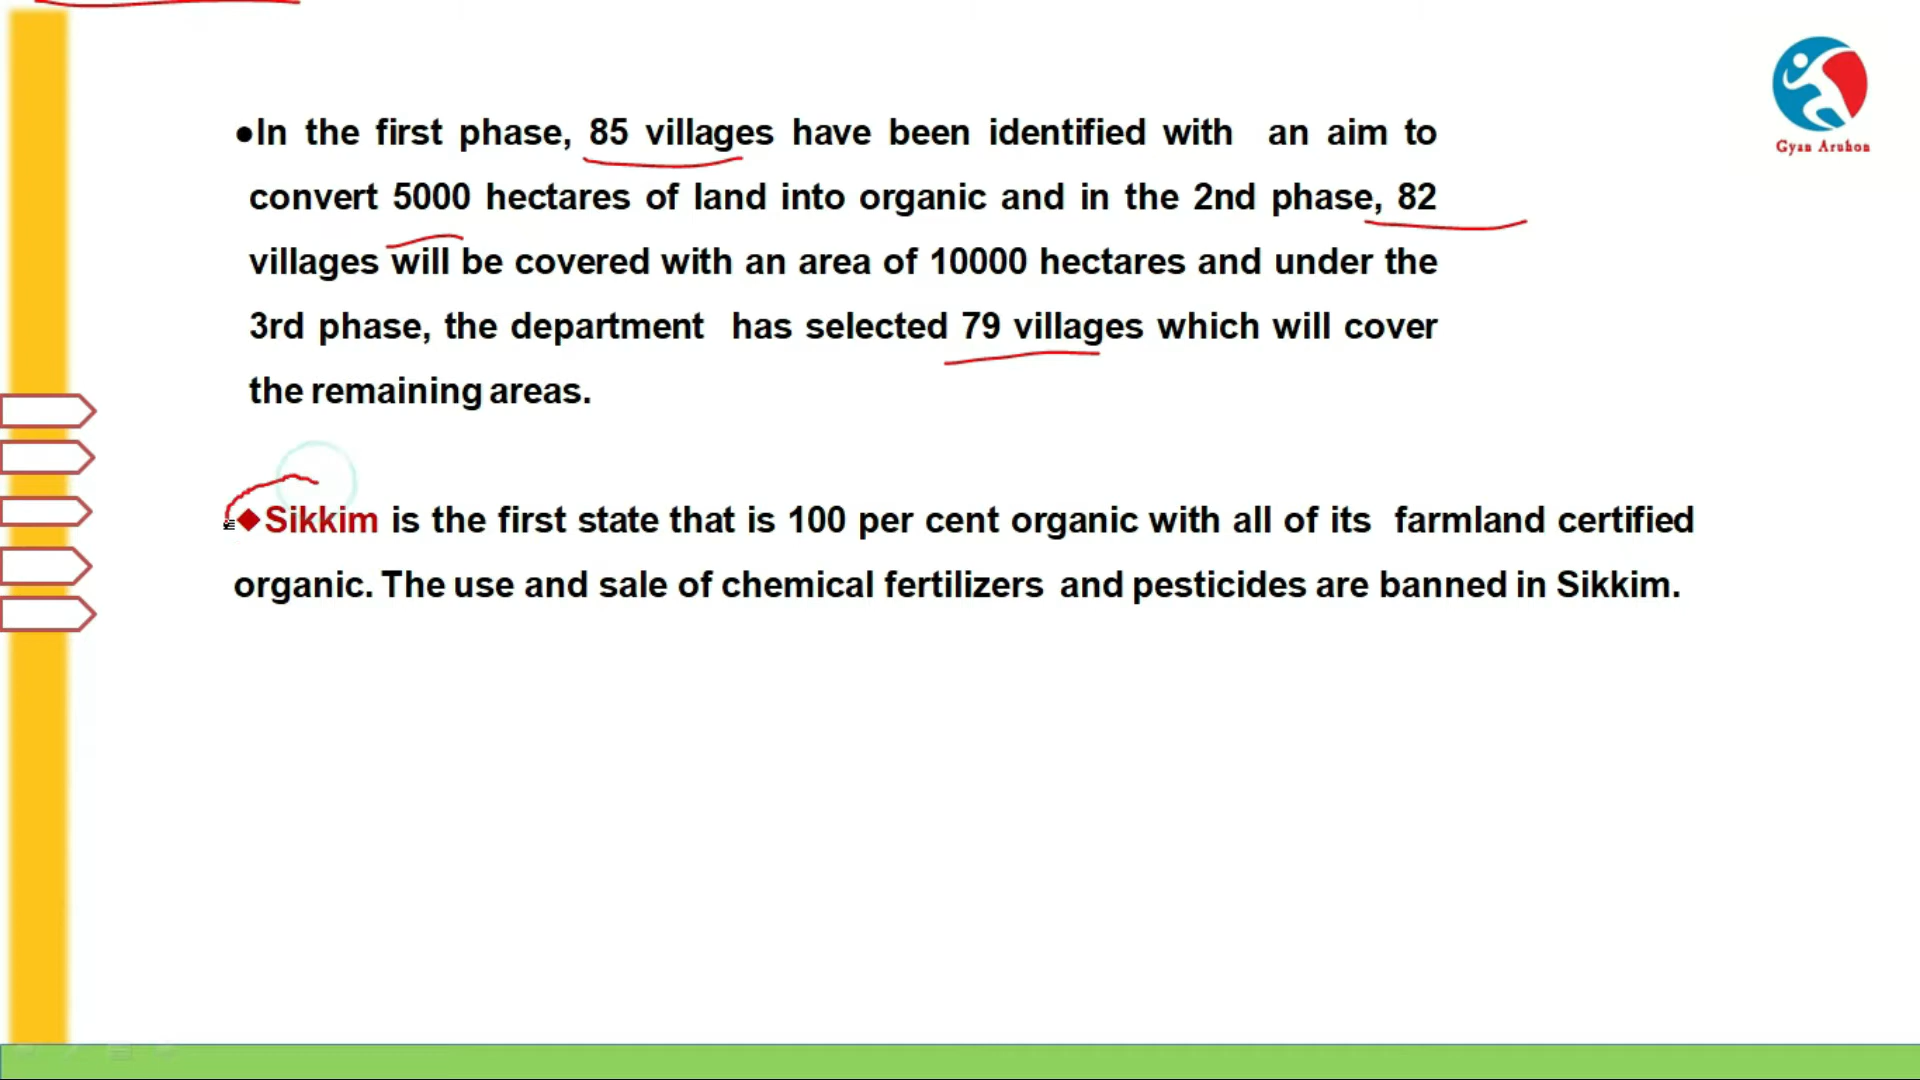 Gyan Aruhon
●In the first phase, 85 villages have been identified with an aim to
convert 5000 hectares of land into organic and in the 2nd phase, 82
villages will be covered with an area of 10000 hectares and under the
3rd phase, the department has selected 79 villages which will cover
the remaining areas.
◆Sikkim is the first state that is 100 per cent organic with all of its farmland certified
organic. The use and sale of chemical fertilizers and pesticides are banned in Sikkim.